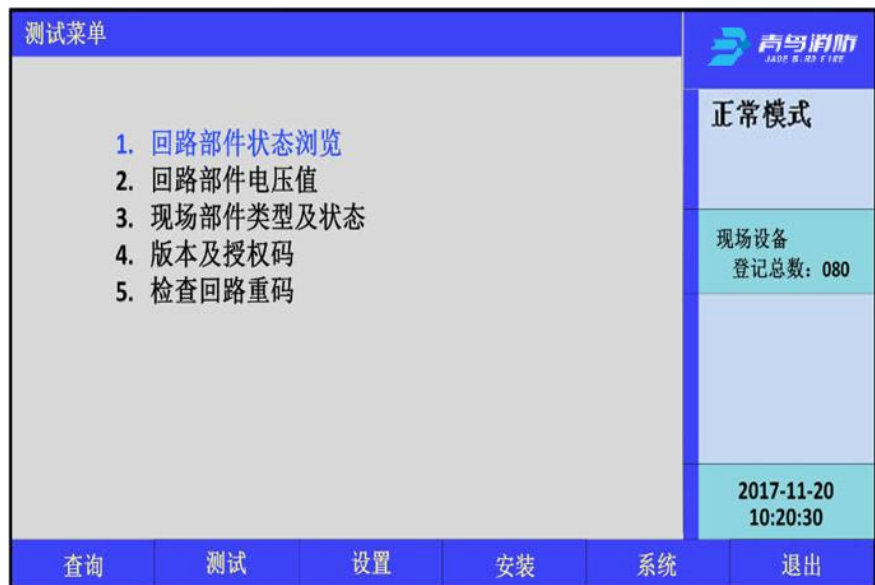 测试菜单
青鸟消防
JADE BIRD FIRE
正常模式
1. 回路部件状态浏览
2. 回路部件电压值
3. 现场部件类型及状态
4. 版本及授权码
5. 检查回路重码
现场设备
登记总数：080
2017-11-20
10:20:30
查询 测试 设置 安装 系统 退出